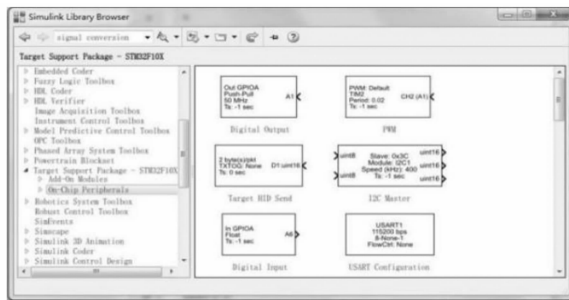 Simulink Library Browser
signal conversion
Target Support Package - STM32F10X
Embedded Coder
Fuzzy Logic Toolbox
HDL Coder
HDL Verifier
Image Acquisition Toolbox
Instrument Control Toolbox
Model Predictive Control Toolbox
OPC Toolbox
Phased Array System Toolbox
Powertrain Blockset
Target Support Package - STM32F10X
Add-On Modules
On-Chip Peripherals
Robotics System Toolbox
Robust Control Toolbox
SimEvents
Simscape
Simulink 3D Animation
Simulink Coder
Simulink Control Design
Out GPIOA
Push-Pull
50 MHz
Ts: -1 sec
A1
Digital Output
PWM: Default
TIM2
Period: 0.02
Ts: -1 sec
CH2 (A1)
PWM
TXTOG: None
Ts: 0 sec
D1:uint16
Target HID Send
uint8
uint8
Slave: 0x3C
Module: I2C1
Speed (kHz): 400
Ts: -1 sec
uint16
uint16
uint16
I2C Master
In GPIOA
Float
Ts: -1 sec
A6
Digital Input
USART1
115200 bps
8-None-1
FlowCtrl: None
USART Configuration